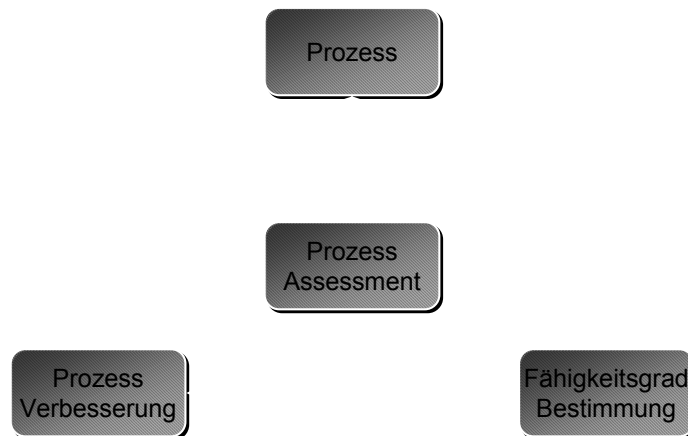 Prozess
Prozess
Assessment
Prozess
Verbesserung
Fähigkeitsgrad
Bestimmung